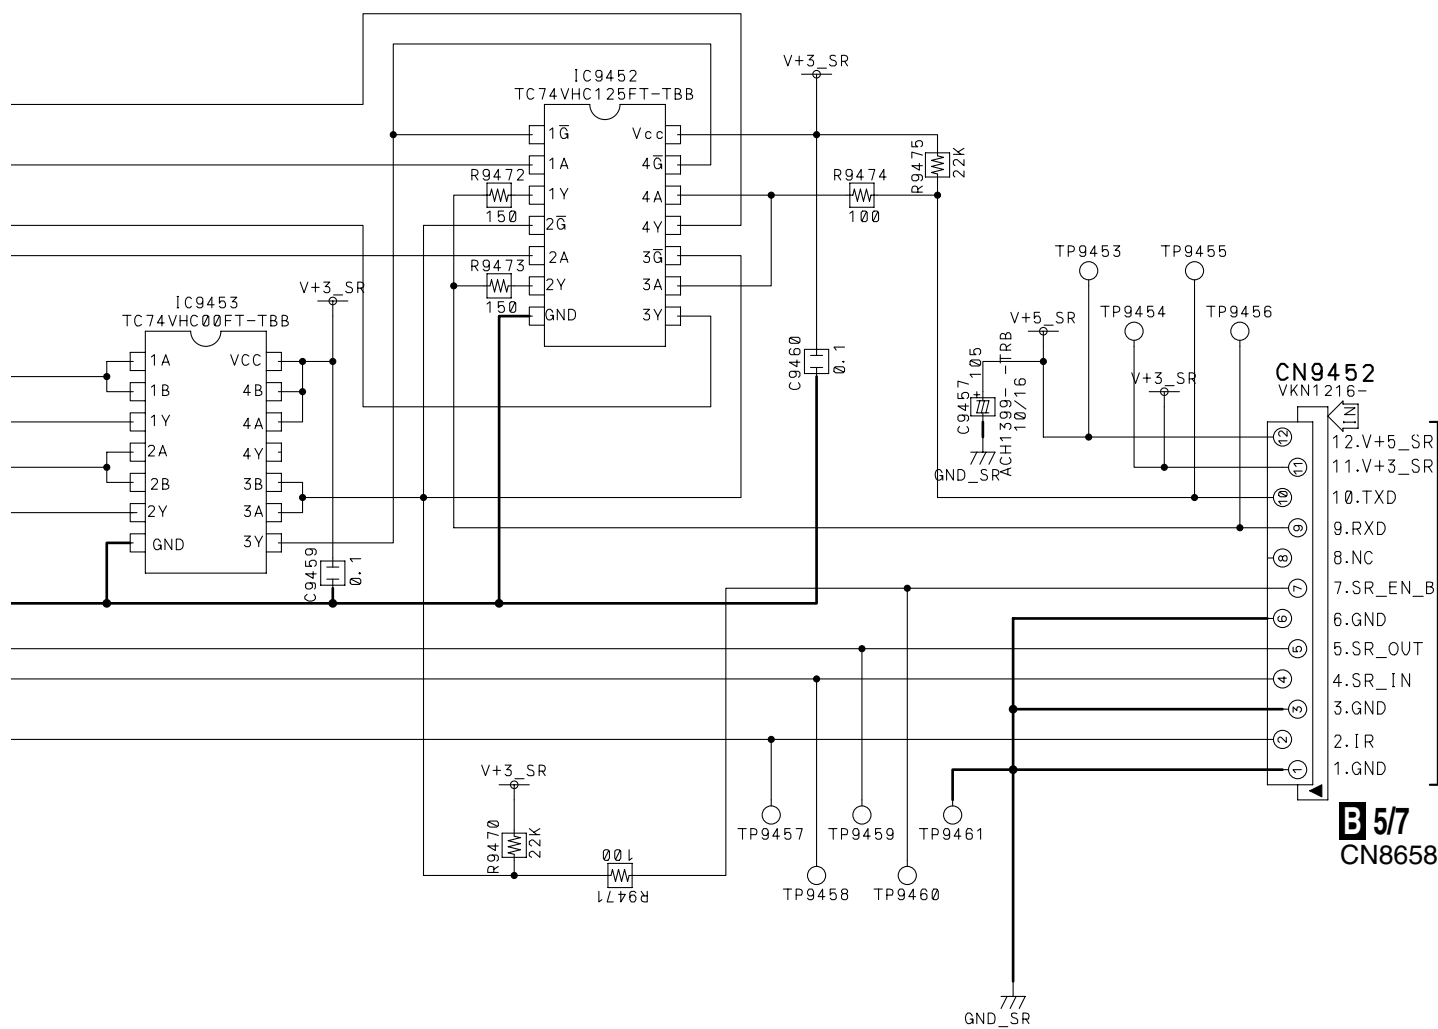 V+3_SR
IC9452
TC74VHC125FT-TBB
1G̅
1A
1Y
2G̅
2A
2Y
GND
Vcc
4G̅
4A
4Y
3G̅
3A
3Y
R9472
150
R9473
150
R9474
100
R9475
22K
C9460
0.1
V+3_SR
IC9453
TC74VHC00FT-TBB
1A
1B
1Y
2A
2B
2Y
GND
VCC
4B
4A
4Y
3B
3A
3Y
C9459
0.1
TP9453
TP9455
TP9454
TP9456
V+5_SR
V+3_SR
C9457
+
105
ACH1399- -TRB
10/16
GND_SR
CN9452
VKN1216-
IN
12
12.V+5_SR
11
11.V+3_SR
10
10.TXD
9
9.RXD
8
8.NC
7
7.SR_EN_B
6
6.GND
5
5.SR_OUT
4
4.SR_IN
3
3.GND
2
2.IR
1
1.GND
B 5/7
CN8658
V+3_SR
R9470
22K
100
R9471
TP9457
TP9459
TP9461
TP9458
TP9460
GND_SR